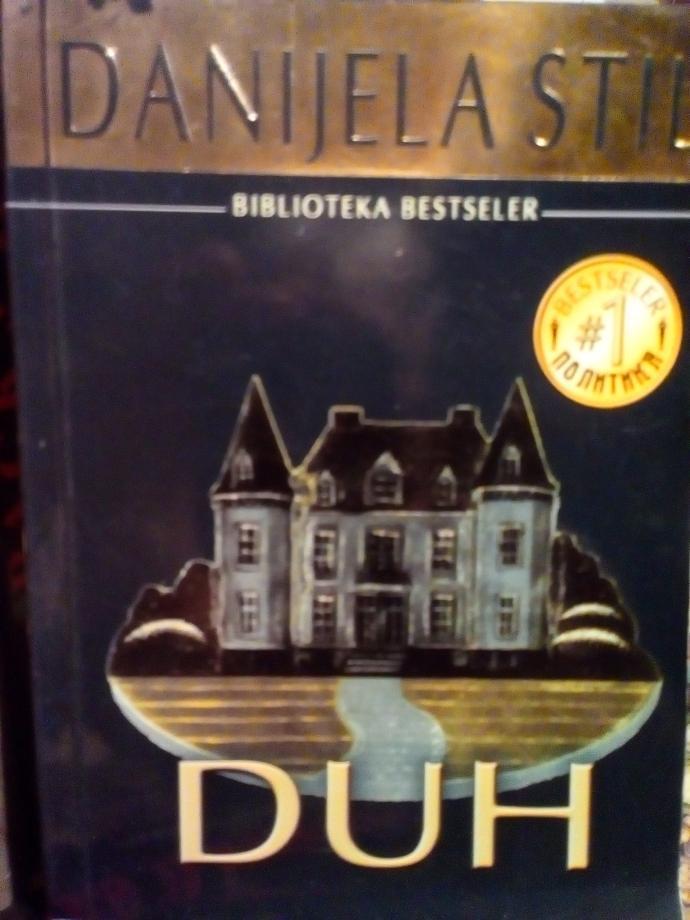 DANIJELA STIL
BIBLIOTEKA BESTSELER
BESTSELER
#1
ПОЛИТИКА
DUH